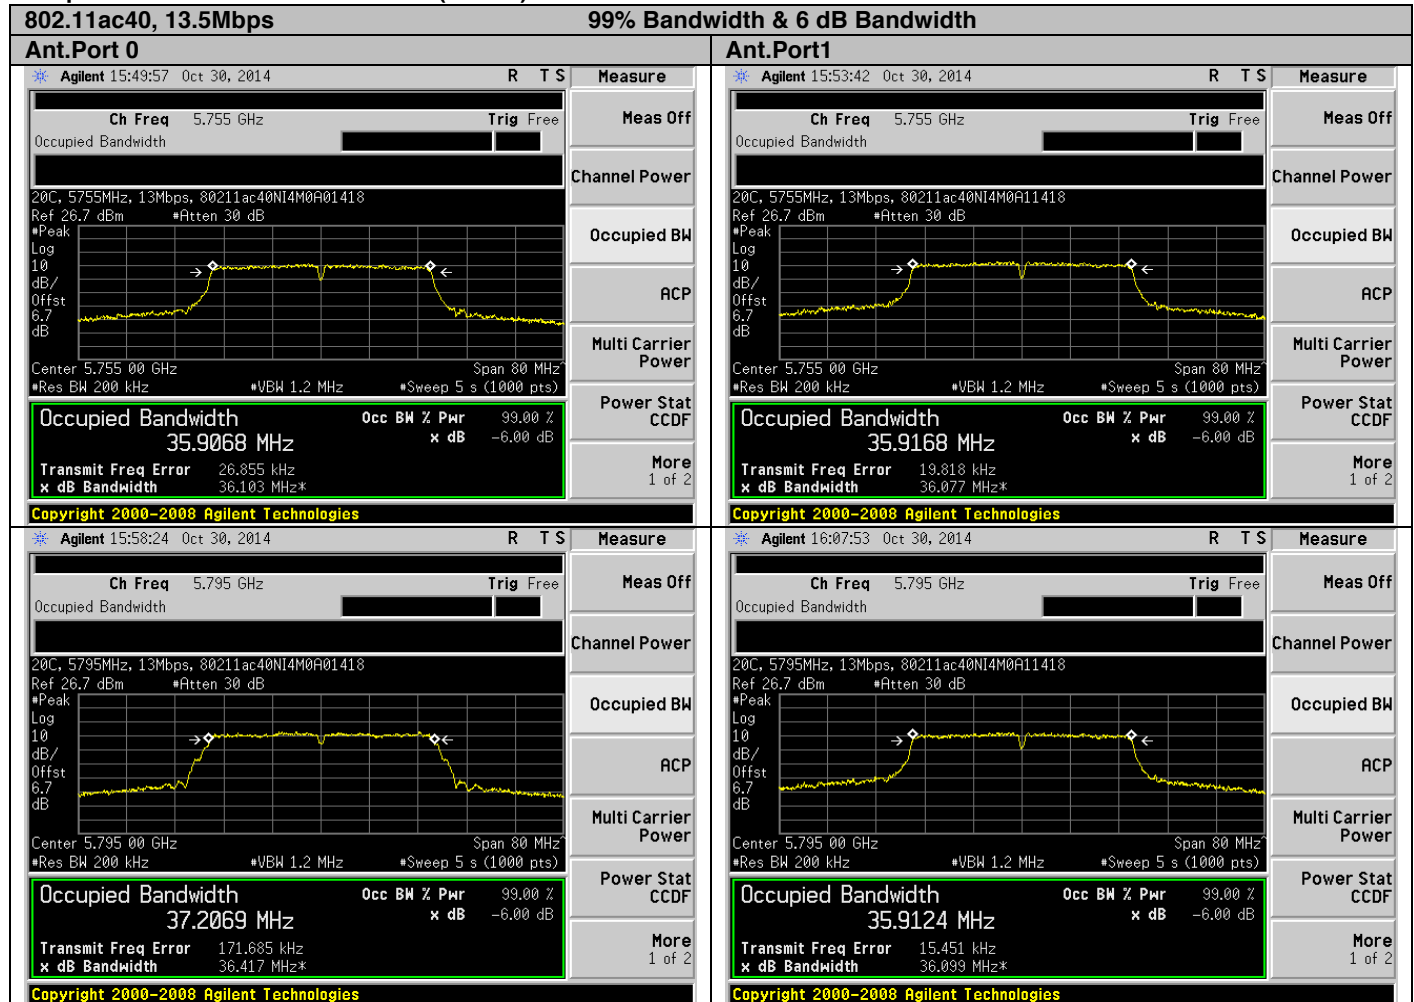 802.11ac40, 13.5Mbps 99% Bandwidth & 6 dB Bandwidth
Ant.Port 0 Ant.Port1
Agilent 15:49:57 Oct 30, 2014 R T S Measure
Ch Freq 5.755 GHz Trig Free
Occupied Bandwidth
Meas Off
Channel Power
20C, 5755MHz, 13Mbps, 80211ac40NI4M0A01418
Ref 26.7 dBm #Atten 30 dB
#Peak
Log
10
dB/
Offst
6.7
dB
Occupied BW
ACP
Multi Carrier
Power
Center 5.755 00 GHz Span 80 MHz^
#Res BW 200 kHz #VBW 1.2 MHz #Sweep 5 s (1000 pts)
Power Stat
CCDF
Occupied Bandwidth Occ BW % Pwr 99.00 %
35.9068 MHz x dB -6.00 dB
Transmit Freq Error 26.855 kHz
x dB Bandwidth 36.103 MHz*
More
1 of 2
Copyright 2000-2008 Agilent Technologies
Agilent 15:53:42 Oct 30, 2014 R T S Measure
Ch Freq 5.755 GHz Trig Free
Occupied Bandwidth
Meas Off
Channel Power
20C, 5755MHz, 13Mbps, 80211ac40NI4M0A11418
Ref 26.7 dBm #Atten 30 dB
#Peak
Log
10
dB/
Offst
6.7
dB
Occupied BW
ACP
Multi Carrier
Power
Center 5.755 00 GHz Span 80 MHz^
#Res BW 200 kHz #VBW 1.2 MHz #Sweep 5 s (1000 pts)
Power Stat
CCDF
Occupied Bandwidth Occ BW % Pwr 99.00 %
35.9168 MHz x dB -6.00 dB
Transmit Freq Error 19.818 kHz
x dB Bandwidth 36.077 MHz*
More
1 of 2
Copyright 2000-2008 Agilent Technologies
Agilent 15:58:24 Oct 30, 2014 R T S Measure
Ch Freq 5.795 GHz Trig Free
Occupied Bandwidth
Meas Off
Channel Power
20C, 5795MHz, 13Mbps, 80211ac40NI4M0A01418
Ref 26.7 dBm #Atten 30 dB
#Peak
Log
10
dB/
Offst
6.7
dB
Occupied BW
ACP
Multi Carrier
Power
Center 5.795 00 GHz Span 80 MHz^
#Res BW 200 kHz #VBW 1.2 MHz #Sweep 5 s (1000 pts)
Power Stat
CCDF
Occupied Bandwidth Occ BW % Pwr 99.00 %
37.2069 MHz x dB -6.00 dB
Transmit Freq Error 171.685 kHz
x dB Bandwidth 36.417 MHz*
More
1 of 2
Copyright 2000-2008 Agilent Technologies
Agilent 16:07:53 Oct 30, 2014 R T S Measure
Ch Freq 5.795 GHz Trig Free
Occupied Bandwidth
Meas Off
Channel Power
20C, 5795MHz, 13Mbps, 80211ac40NI4M0A11418
Ref 26.7 dBm #Atten 30 dB
#Peak
Log
10
dB/
Offst
6.7
dB
Occupied BW
ACP
Multi Carrier
Power
Center 5.795 00 GHz Span 80 MHz^
#Res BW 200 kHz #VBW 1.2 MHz #Sweep 5 s (1000 pts)
Power Stat
CCDF
Occupied Bandwidth Occ BW % Pwr 99.00 %
35.9124 MHz x dB -6.00 dB
Transmit Freq Error 15.451 kHz
x dB Bandwidth 36.099 MHz*
More
1 of 2
Copyright 2000-2008 Agilent Technologies